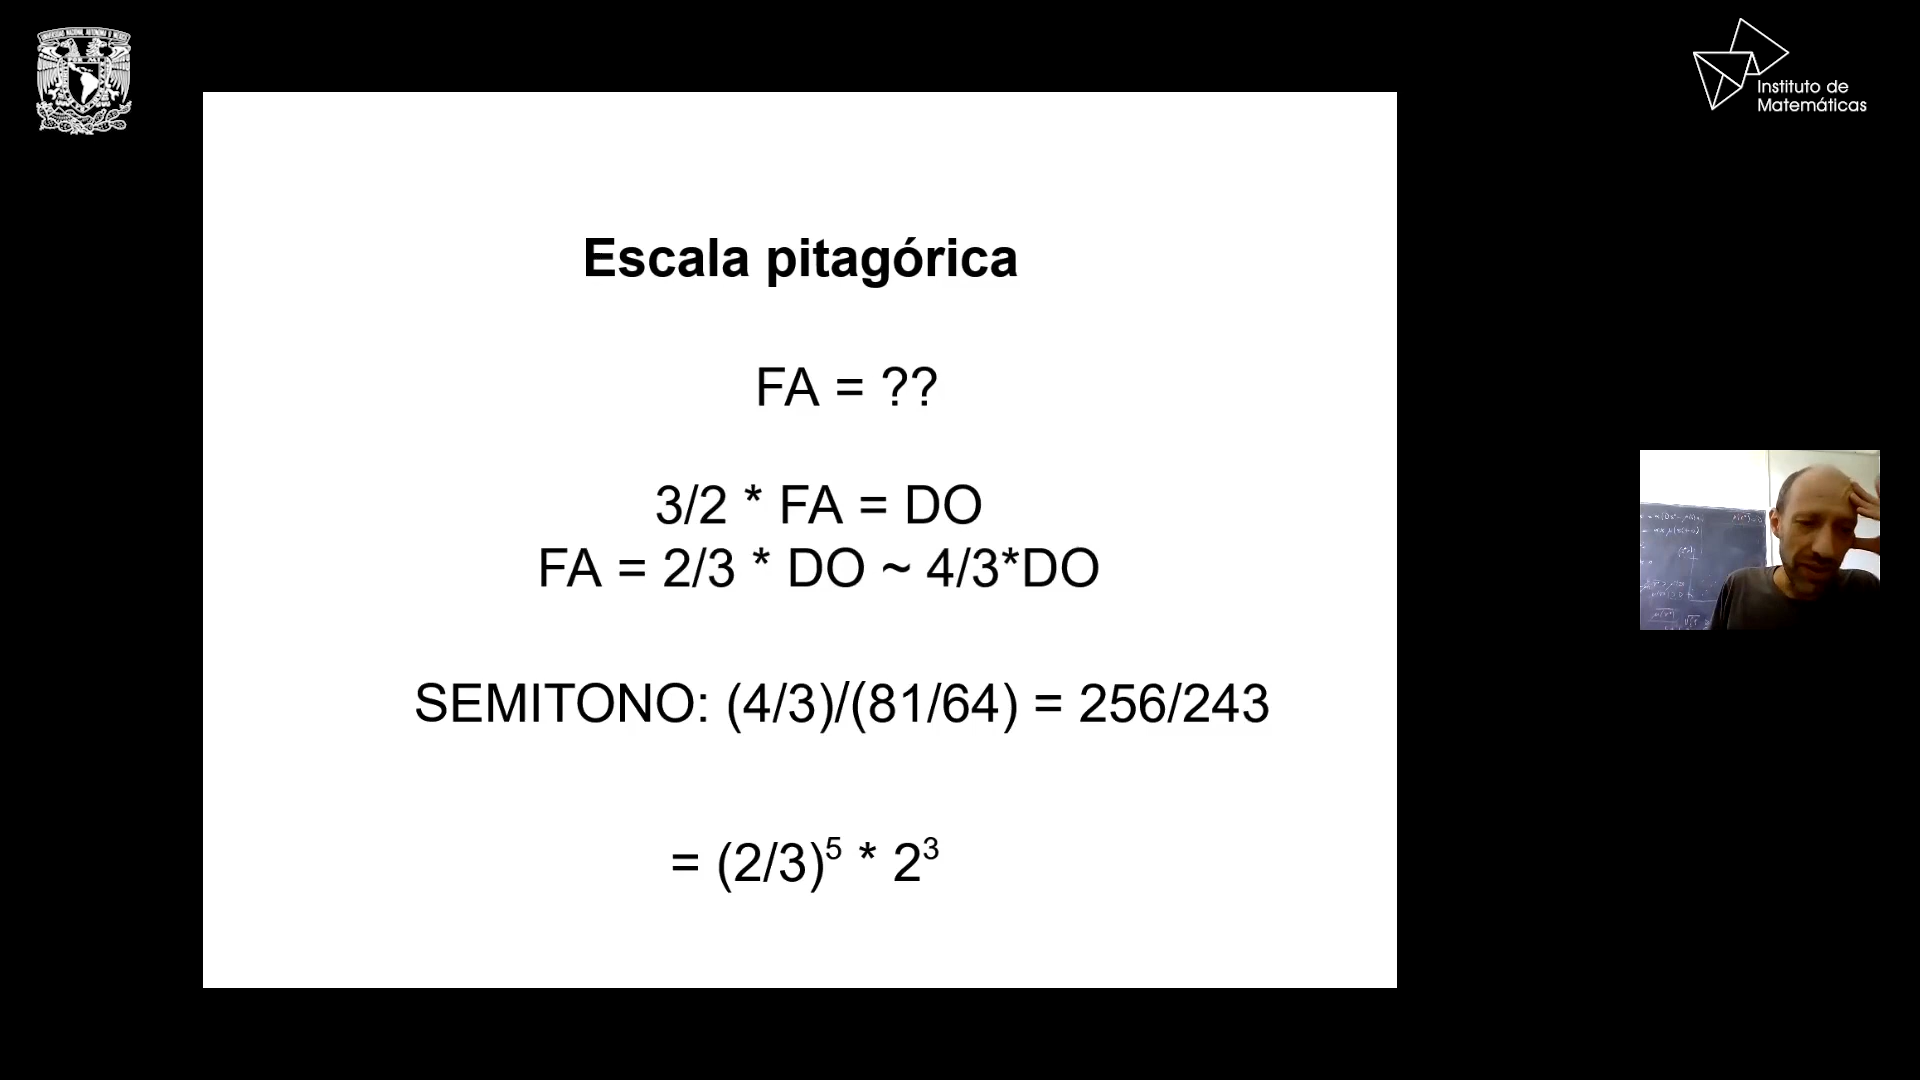 Instituto de
Matemáticas
Escala pitagórica
FA = ??
3/2 * FA = DO
FA = 2/3 * DO ~ 4/3*DO
SEMITONO: (4/3)/(81/64) = 256/243
= (2/3)⁵ * 2³